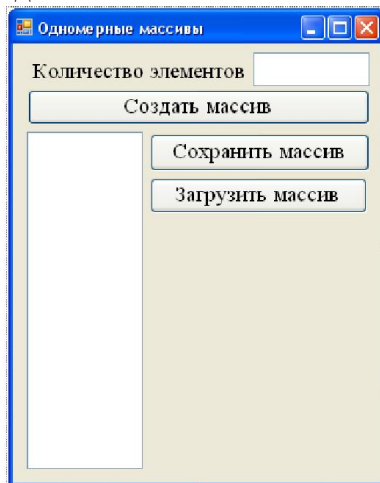 Одномерные массивы
Количество элементов
Создать массив
Сохранить массив
Загрузить массив